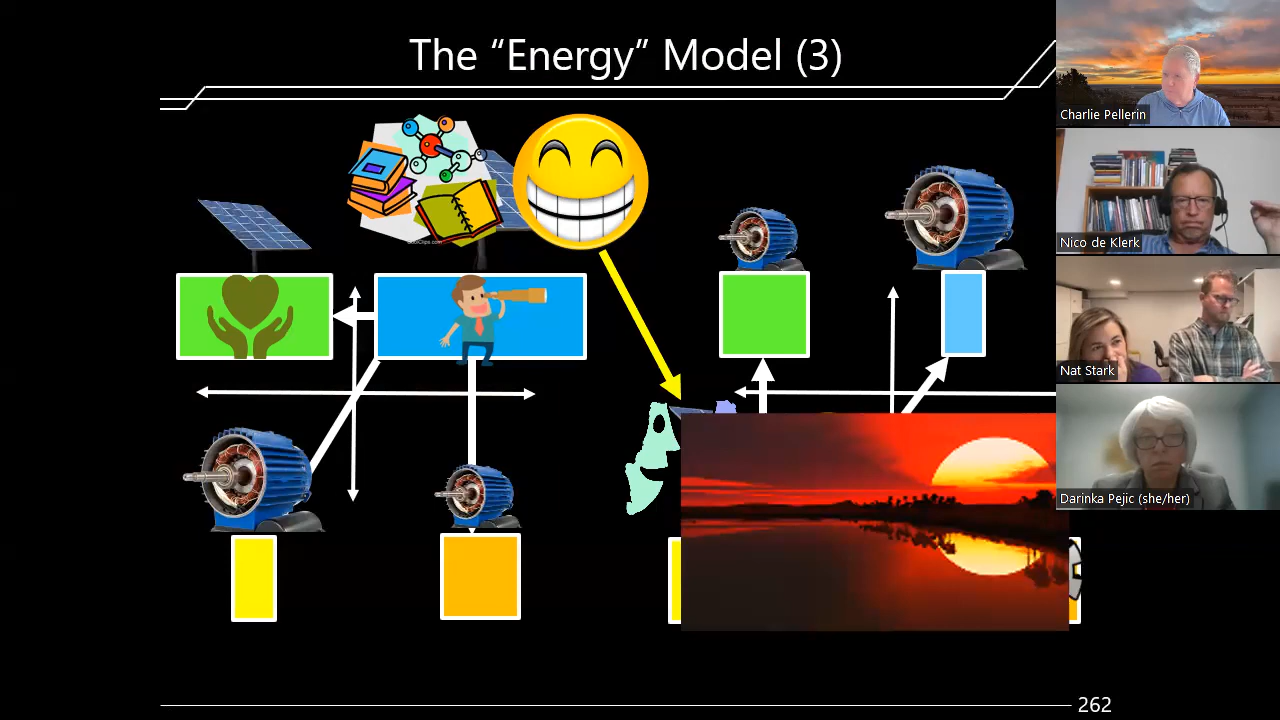 The “Energy” Model (3)
Charlie Pellerin
Nico de Klerk
Nat Stark
Darinka Pejic (she/her)
262